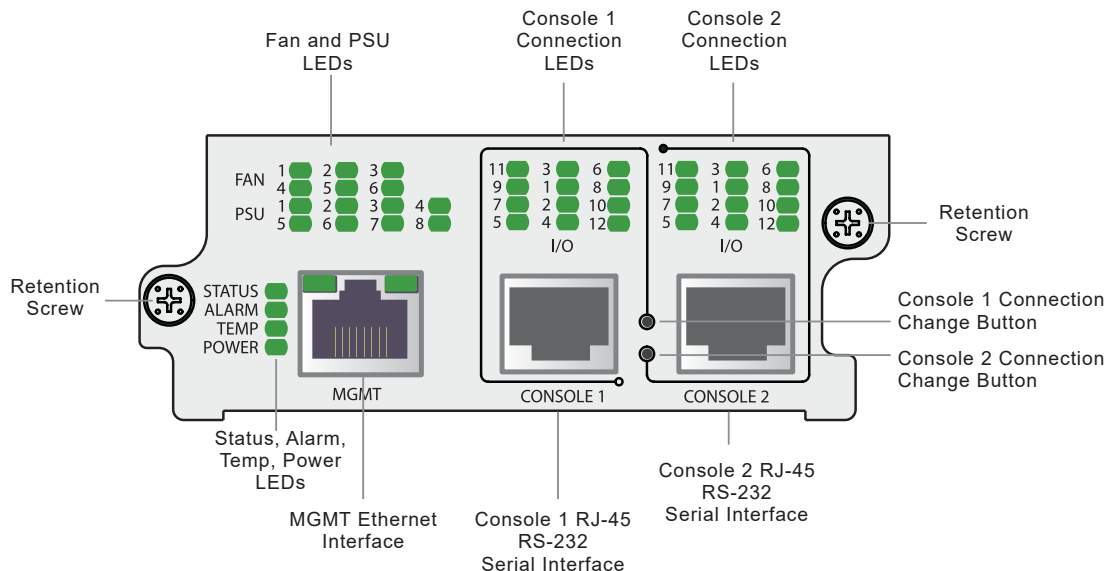 Console 1
Connection
LEDs
Console 2
Connection
LEDs
Fan and PSU
LEDs
FAN 1 2 3
4 5 6
PSU 1 2 3 4
5 6 7 8
11 3 6
9 1 8
7 2 10
5 4 12
I/O
11 3 6
9 1 8
7 2 10
5 4 12
I/O
Retention
Screw
Retention
Screw
STATUS
ALARM
TEMP
POWER
MGMT
CONSOLE 1
CONSOLE 2
Console 1 Connection
Change Button
Console 2 Connection
Change Button
Status, Alarm,
Temp, Power
LEDs
MGMT Ethernet
Interface
Console 1 RJ-45
RS-232
Serial Interface
Console 2 RJ-45
RS-232
Serial Interface